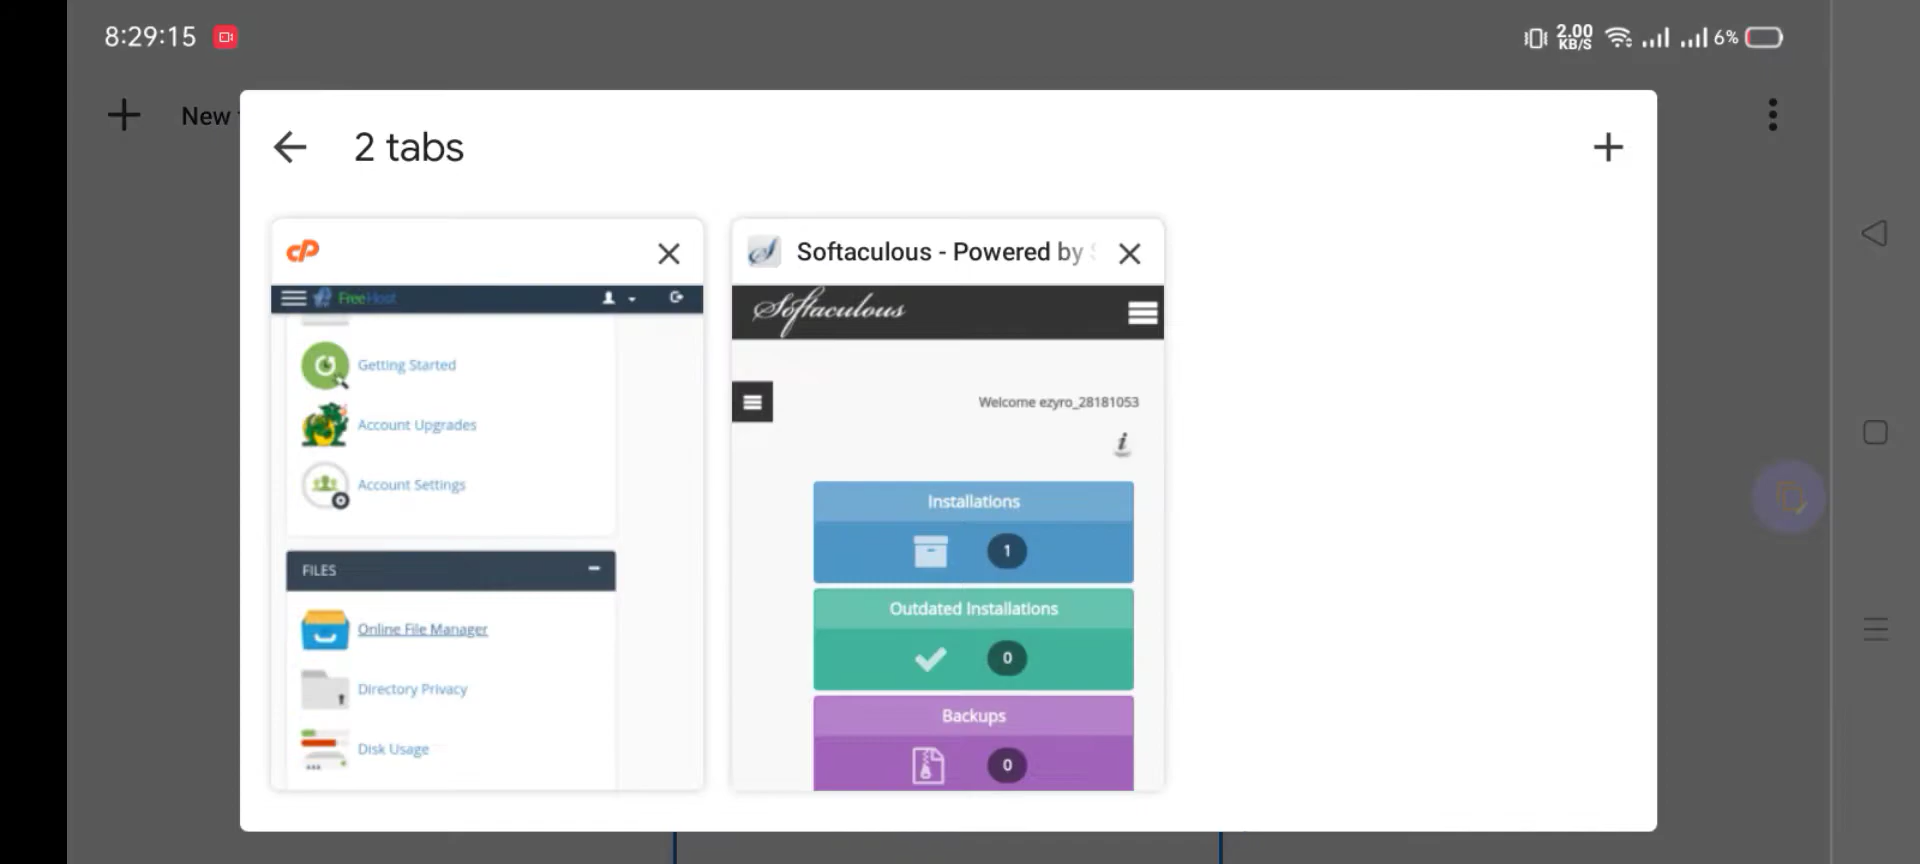 8:29:15
2.00
KB/S
6%
New
2 tabs
cP
Softaculous - Powered by
FreeHost
Getting Started
Account Upgrades
Account Settings
FILES
Online File Manager
Directory Privacy
Disk Usage
Softaculous
Welcome ezyro_28181053
i
Installations
1
Outdated Installations
0
Backups
0